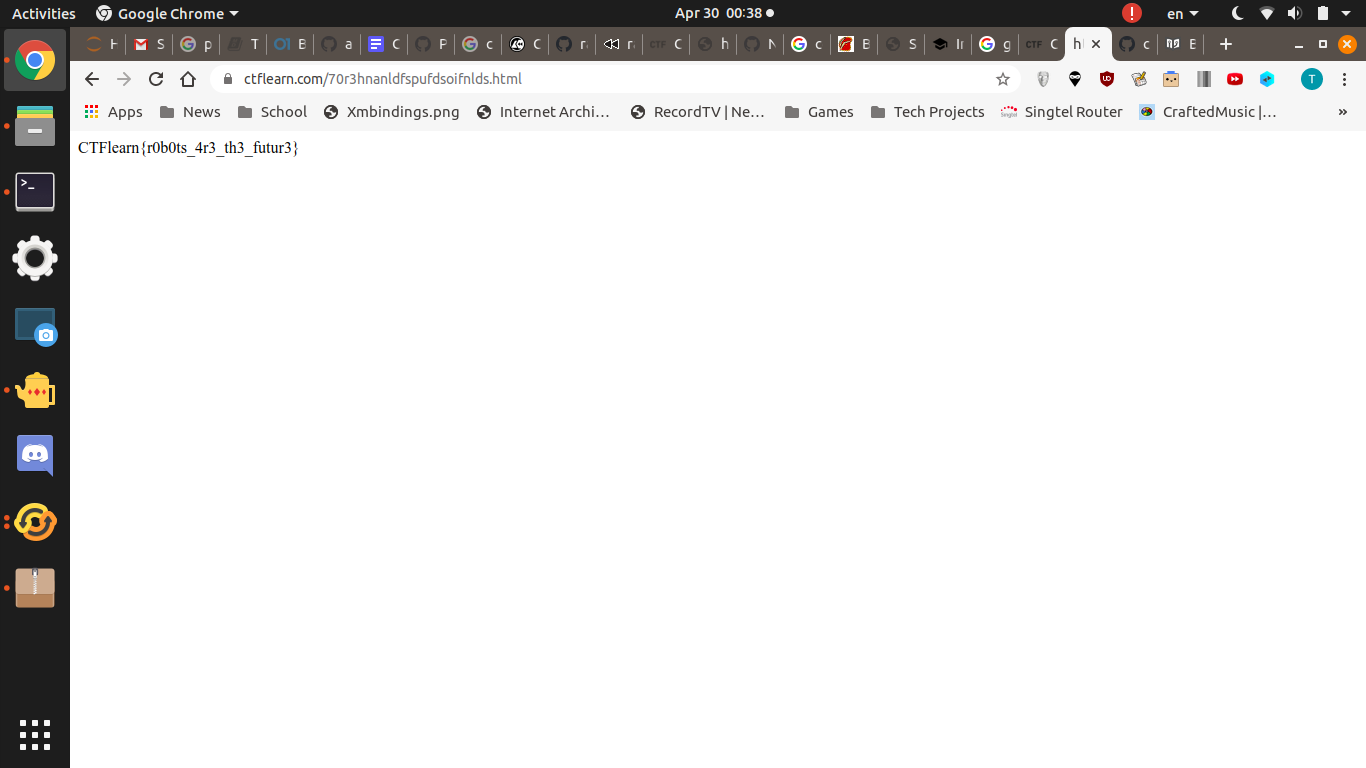 Activities Google Chrome Apr 30 00:38 en
H S p T B a C P c C r r C h N c B S I g C h c E
ctflearn.com/70r3hnanldfspufdsoifnlds.html T
Apps News School Xmbindings.png Internet Archi… RecordTV | Ne… Games Tech Projects Singtel Router CraftedMusic |… »
CTFlearn{r0b0ts_4r3_th3_futur3}